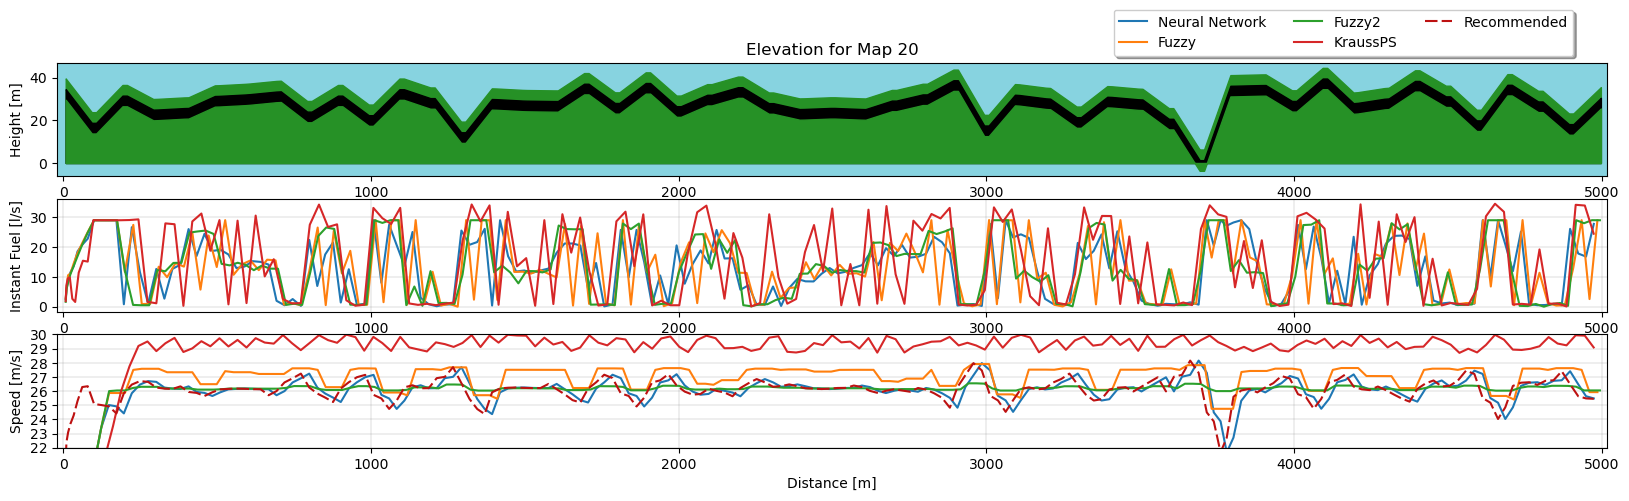 Neural Network
Fuzzy
Fuzzy2
KraussPS
Recommended
Elevation for Map 20
Height [m]
40
20
0
0 1000 2000 3000 4000 5000
Instant Fuel [l/s]
30
20
10
0
0 1000 2000 3000 4000 5000
Speed [m/s]
30
29
28
27
26
25
24
23
22
0 1000 2000 3000 4000 5000
Distance [m]